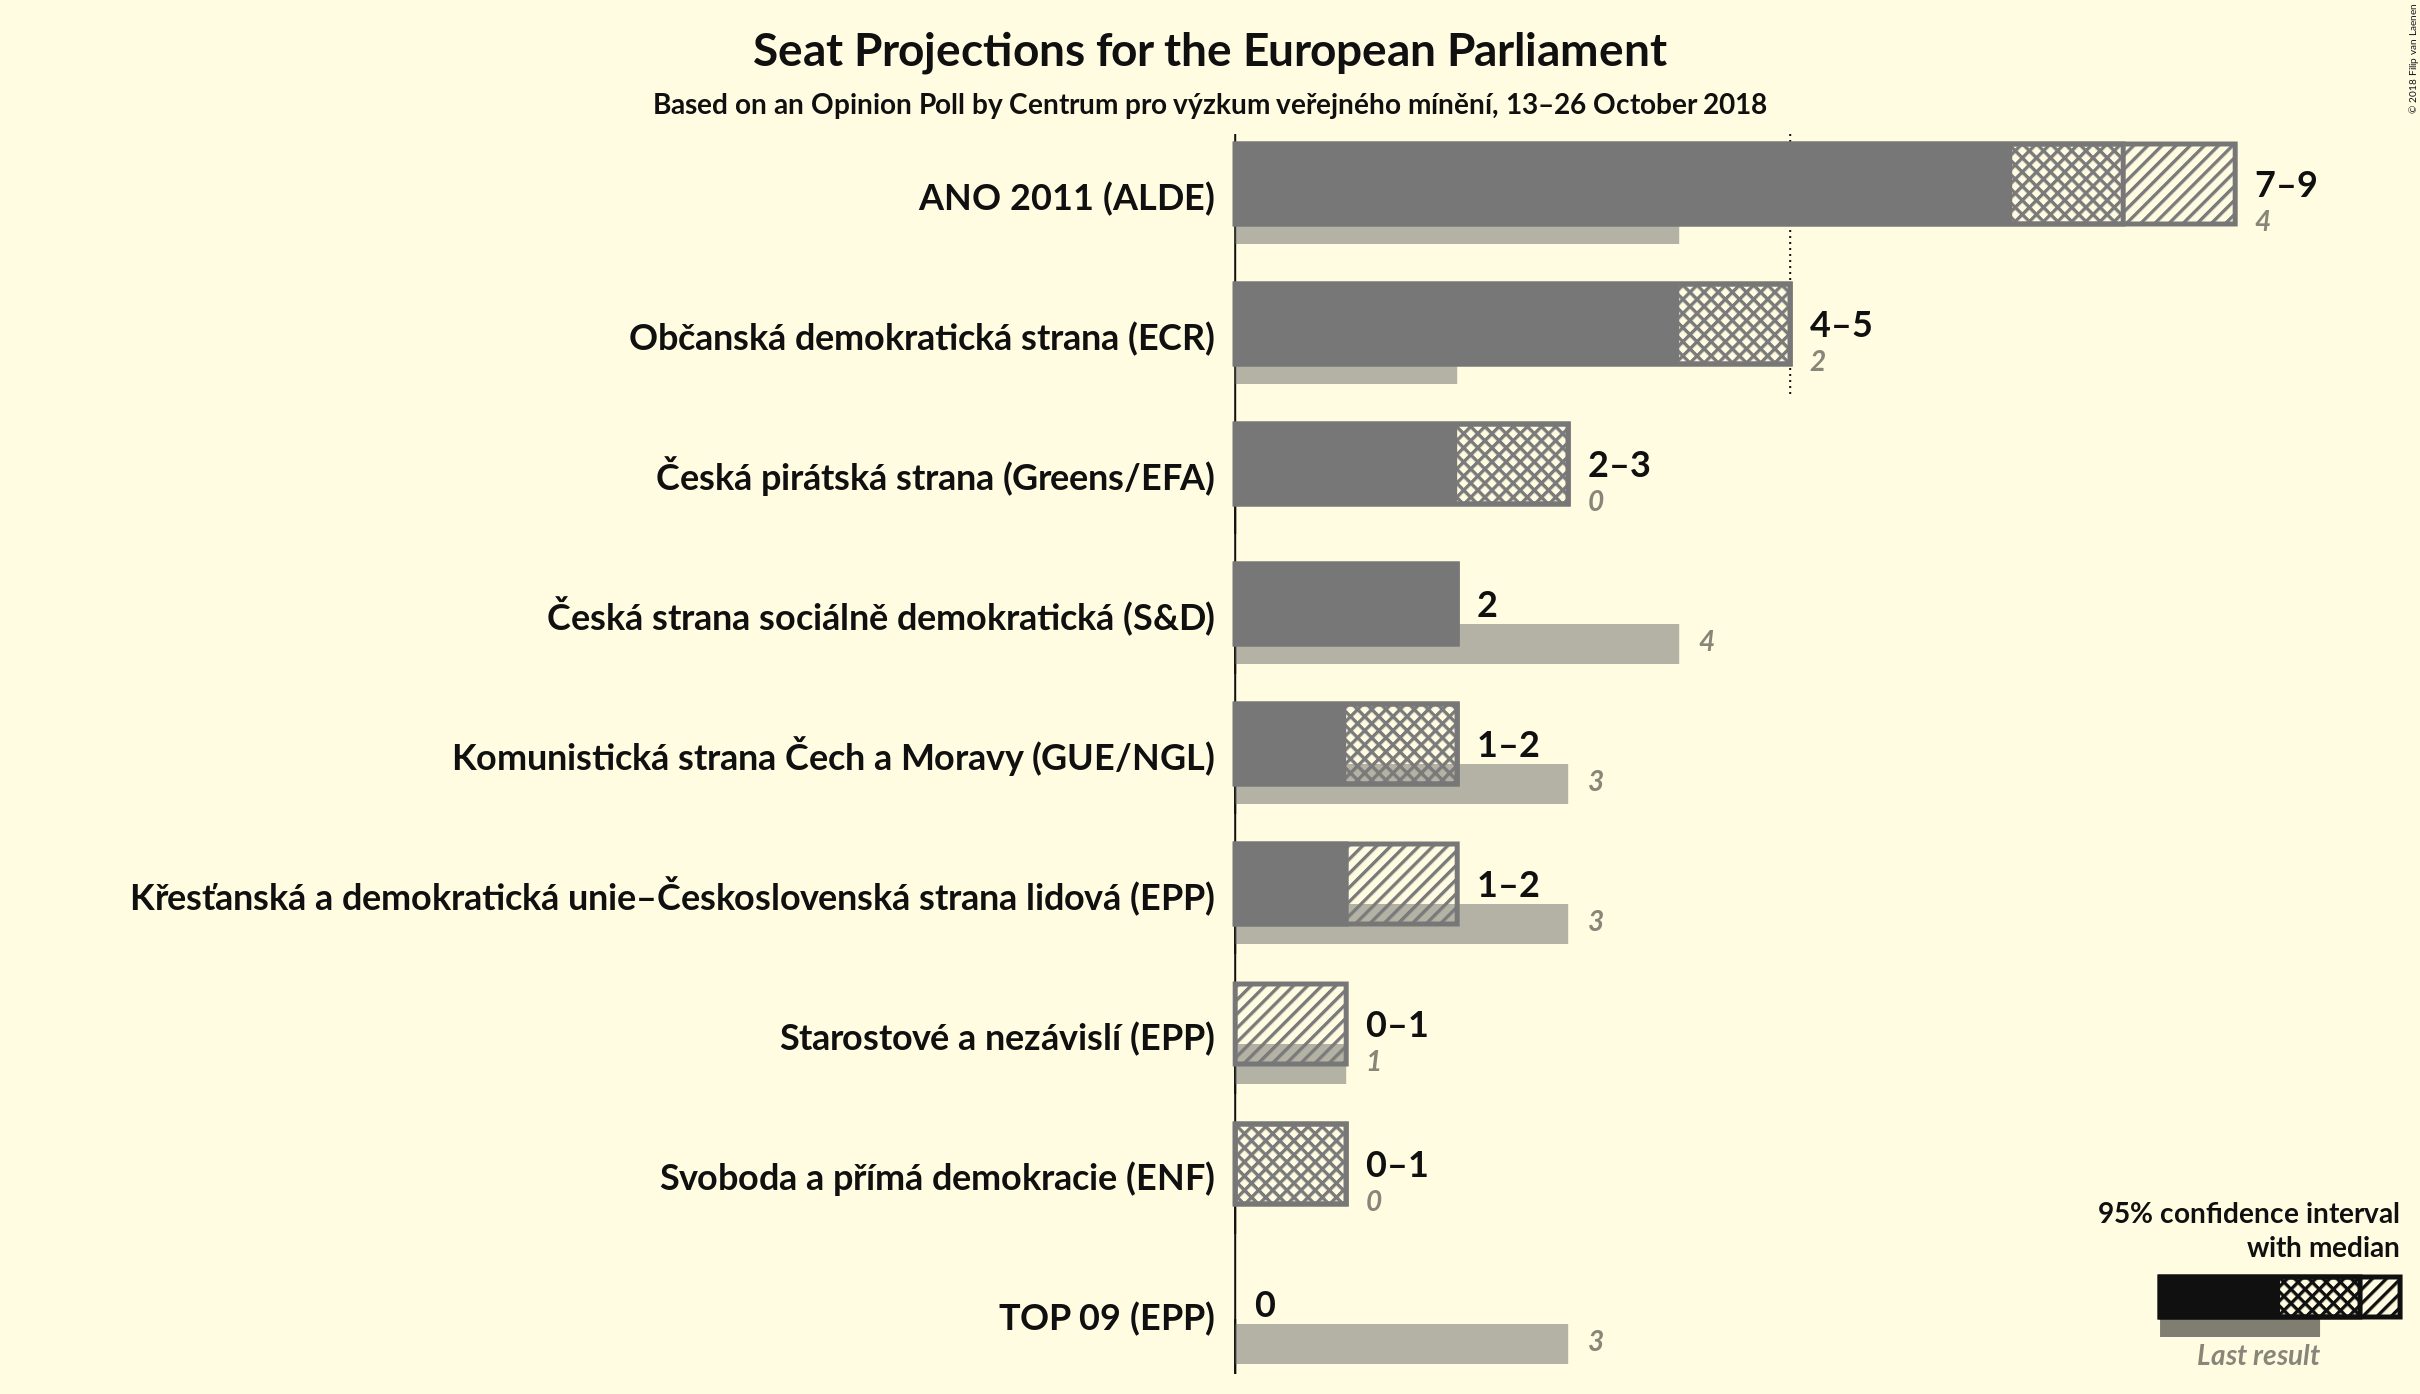 Seat Projections for the European Parliament
Based on an Opinion Poll by Centrum pro výzkum veřejného mínění, 13–26 October 2018
© 2018 Filip van Laenen
ANO 2011 (ALDE)
7–9
4
Občanská demokratická strana (ECR)
4–5
2
Česká pirátská strana (Greens/EFA)
2–3
0
Česká strana sociálně demokratická (S&D)
2
4
Komunistická strana Čech a Moravy (GUE/NGL)
1–2
3
Křesťanská a demokratická unie–Československá strana lidová (EPP)
1–2
3
Starostové a nezávislí (EPP)
0–1
1
Svoboda a přímá demokracie (ENF)
0–1
0
TOP 09 (EPP)
0
3
95% confidence interval
with median
Last result